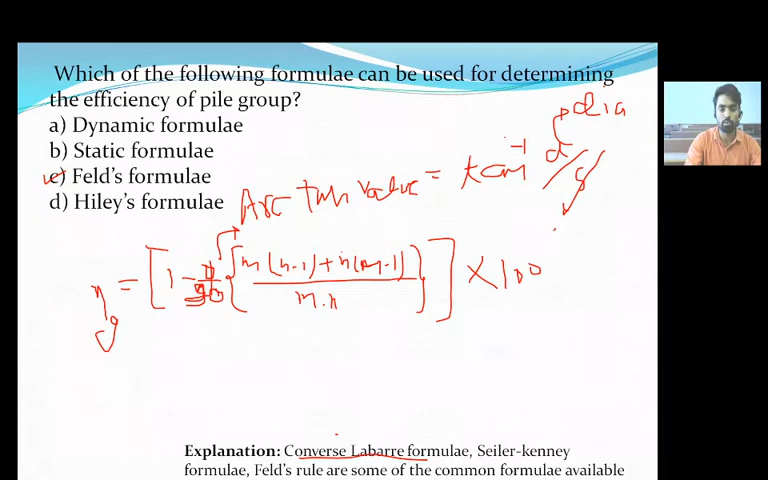 Which of the following formulae can be used for determining
the efficiency of pile group?
a) Dynamic formulae
b) Static formulae
c) Feld's formulae
d) Hiley's formulae
dia
Arc tan value = tan⁻¹ d/s
η g = [1 - θ/90 { m(n-1)+n(m-1) / m.n } ] × 100
Explanation: Converse Labarre formulae, Seiler-kenney
formulae, Feld's rule are some of the common formulae available